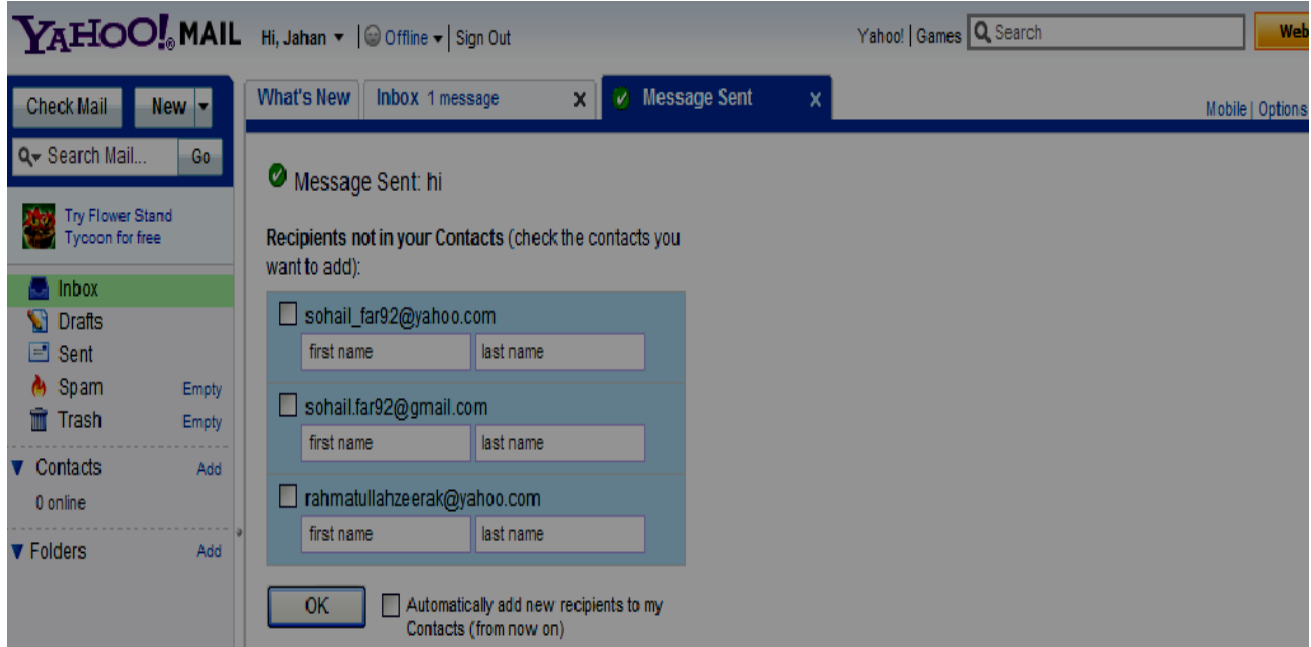 YAHOO!® MAIL Hi, Jahan Offline Sign Out Yahoo! Games Search Web
Check Mail New
Search Mail... Go
Try Flower Stand
Tycoon for free
Inbox
Drafts
Sent
Spam Empty
Trash Empty
Contacts Add
0 online
Folders Add
What's New Inbox 1 message x Message Sent x
Mobile | Options
Message Sent: hi
Recipients not in your Contacts (check the contacts you
want to add):
sohail_far92@yahoo.com
first name last name
sohail.far92@gmail.com
first name last name
rahmatullahzeerak@yahoo.com
first name last name
OK Automatically add new recipients to my
Contacts (from now on)